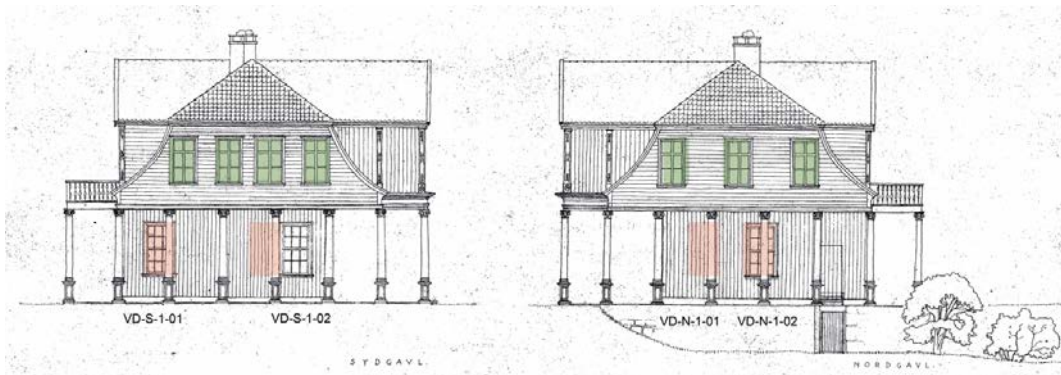 VD-S-1-01
VD-S-1-02
VD-N-1-01
VD-N-1-02
SYDGAVL.
NORDGAVL.